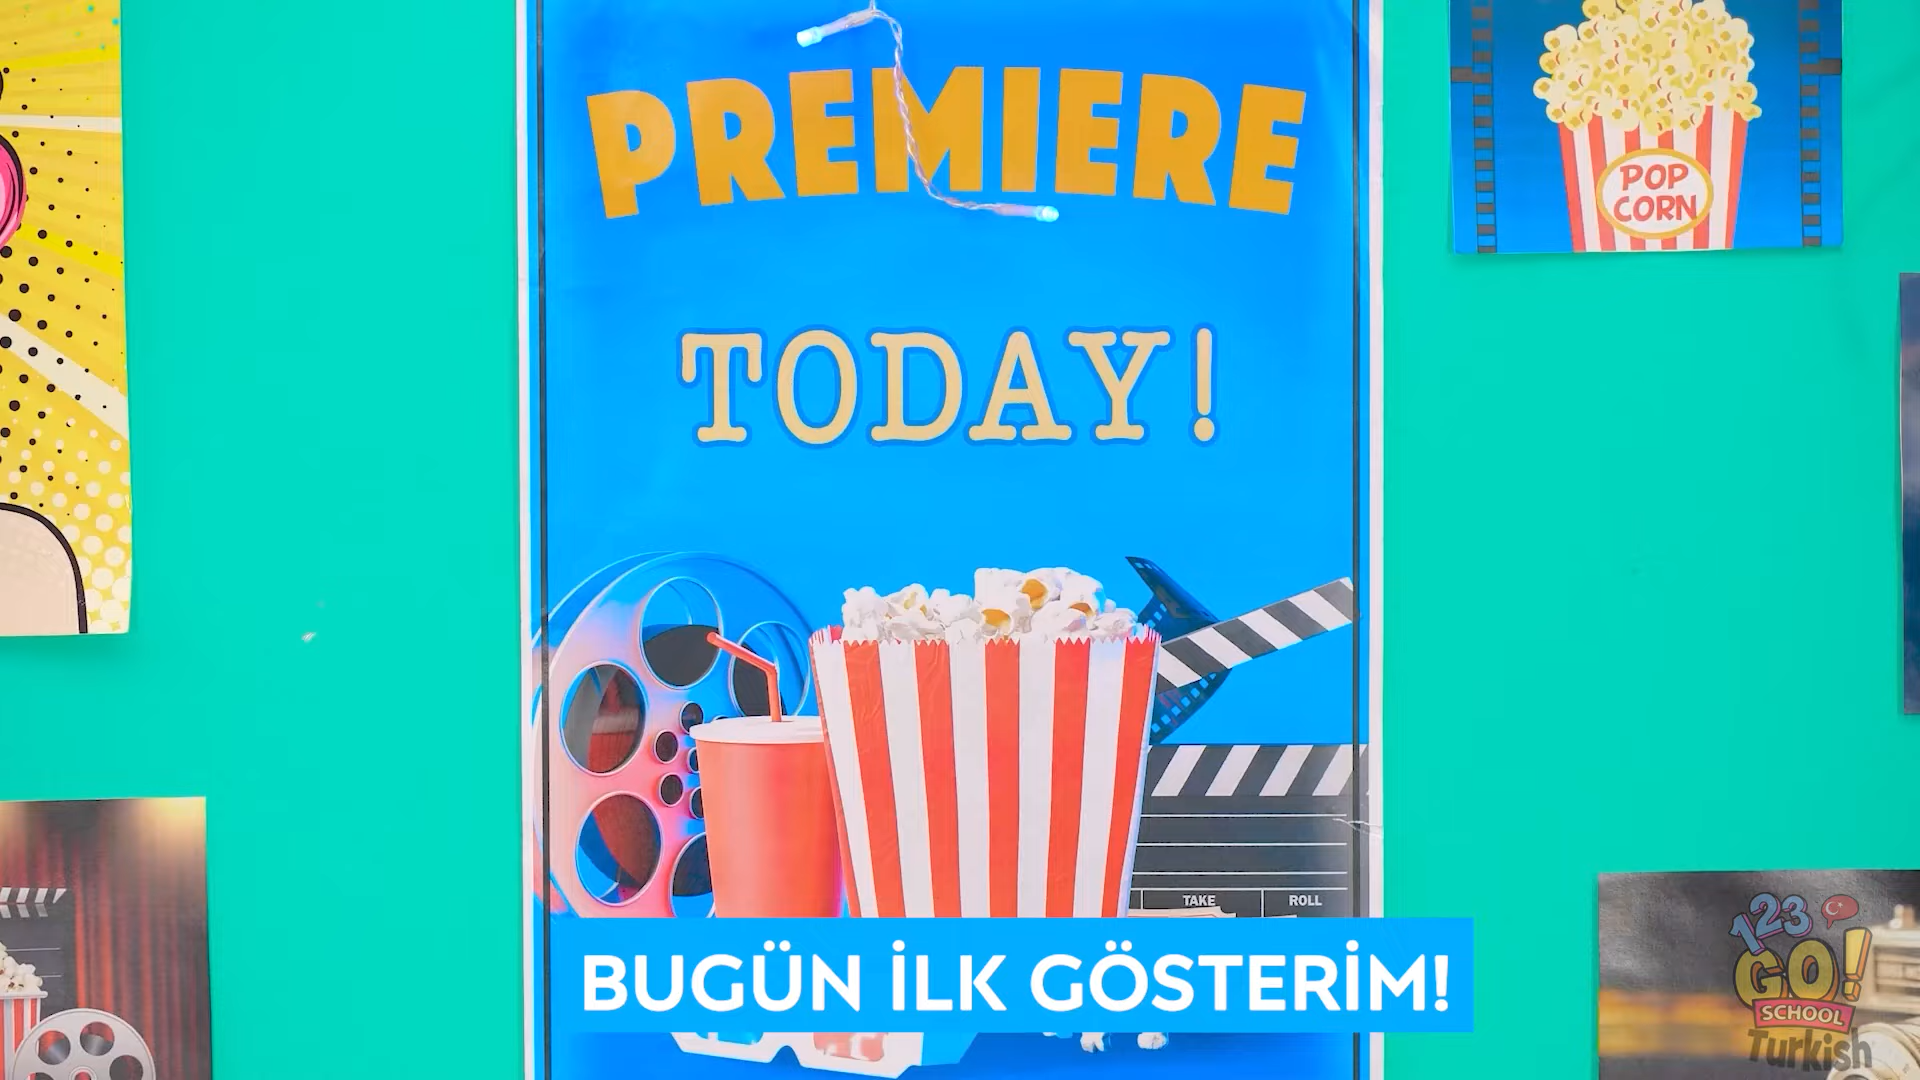 PREMIERE
TODAY!
POP
CORN
TAKE ROLL
BUGÜN İLK GÖSTERİM!
123
GO!
SCHOOL
Turkish